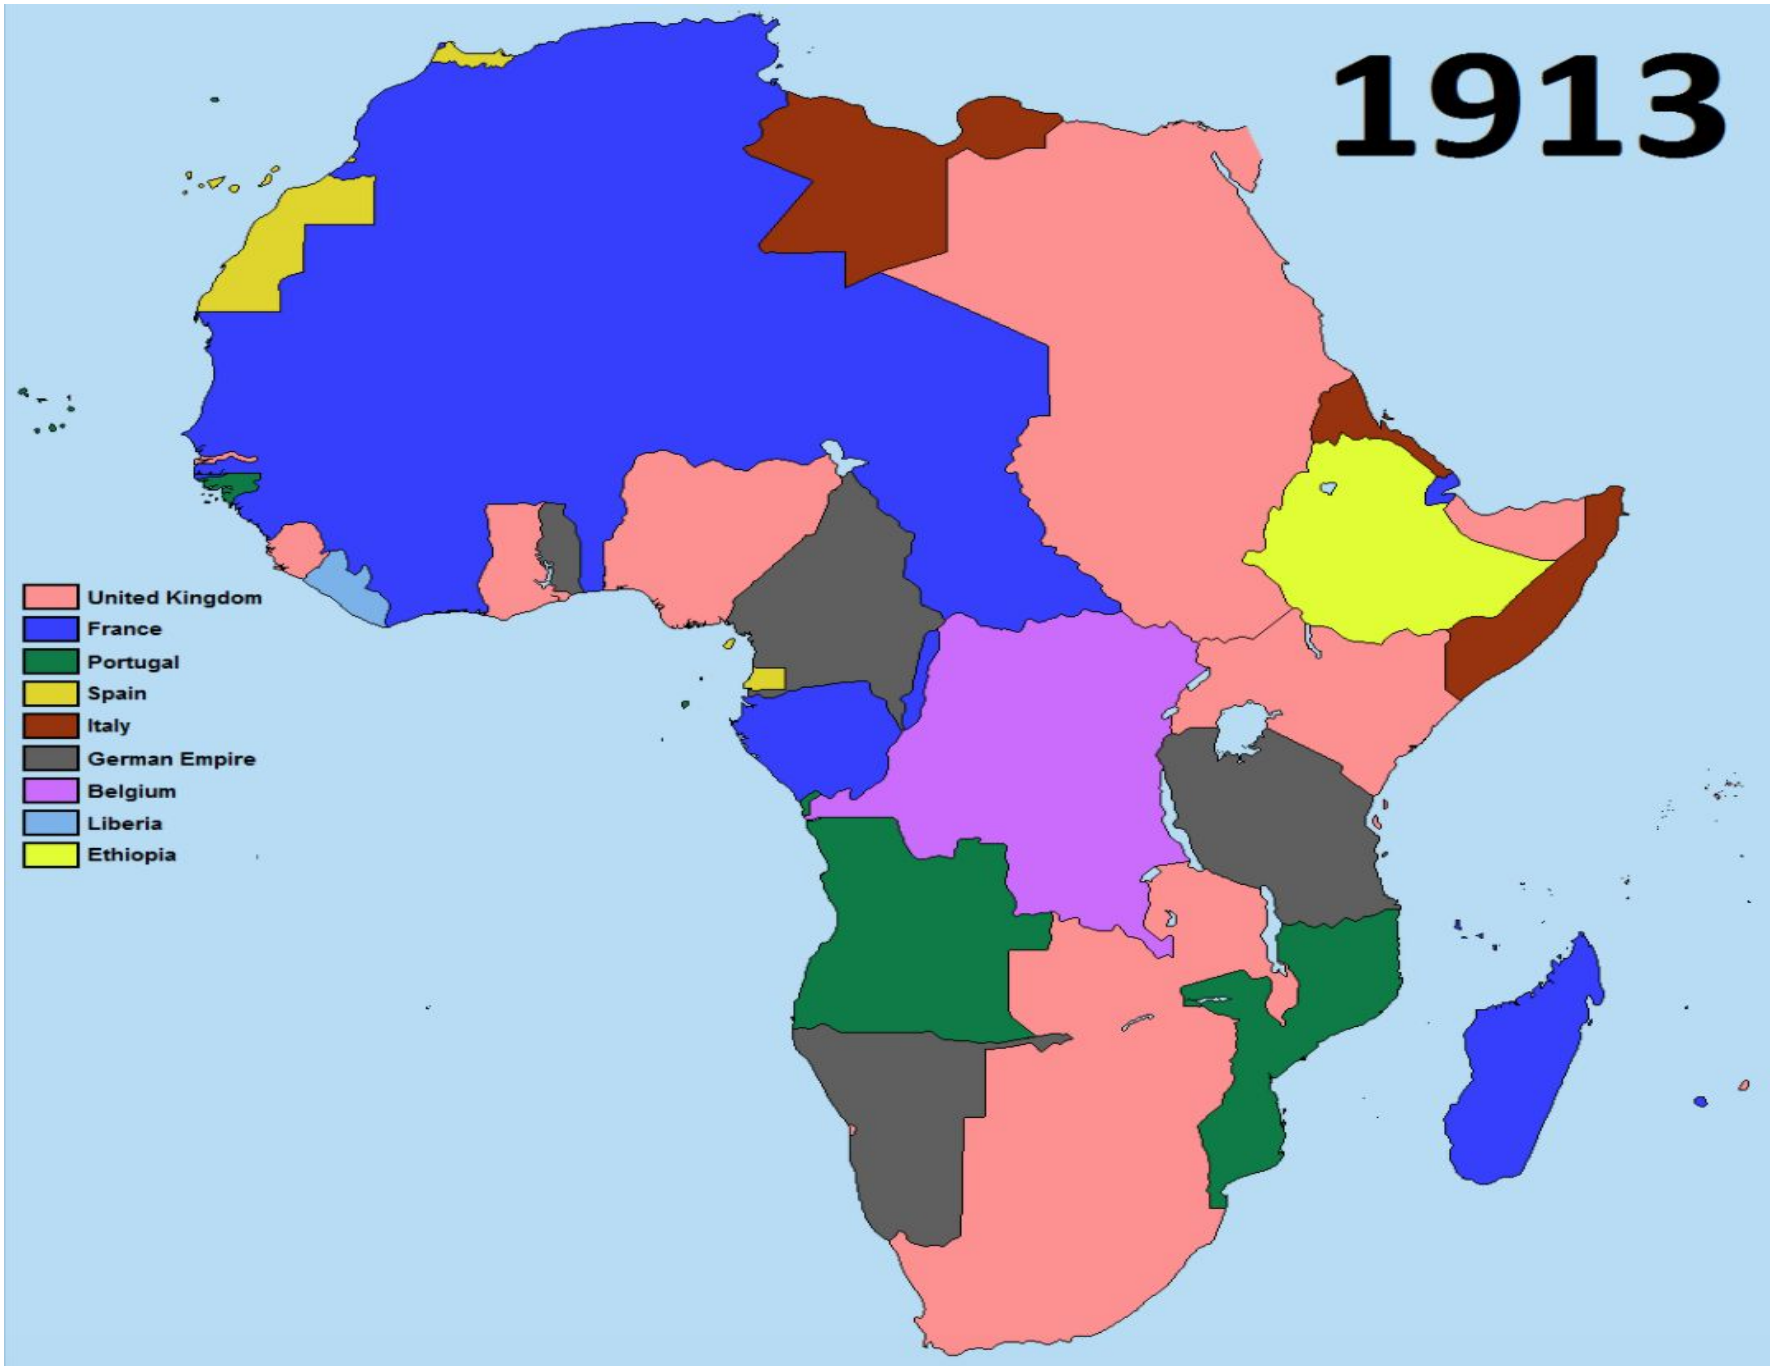 1913
United Kingdom
France
Portugal
Spain
Italy
German Empire
Belgium
Liberia
Ethiopia